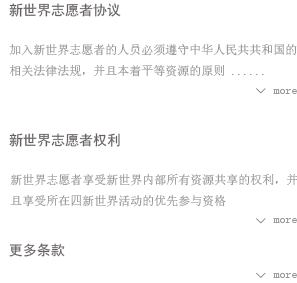 新世界志愿者协议
加入新世界志愿者的人员必须遵守中华人民共共和国的
相关法律法规，并且本着平等资源的原则 ......
more
新世界志愿者权利
新世界志愿者享受新世界内部所有资源共享的权利，并
且享受所在四新世界活动的优先参与资格
more
更多条款
more